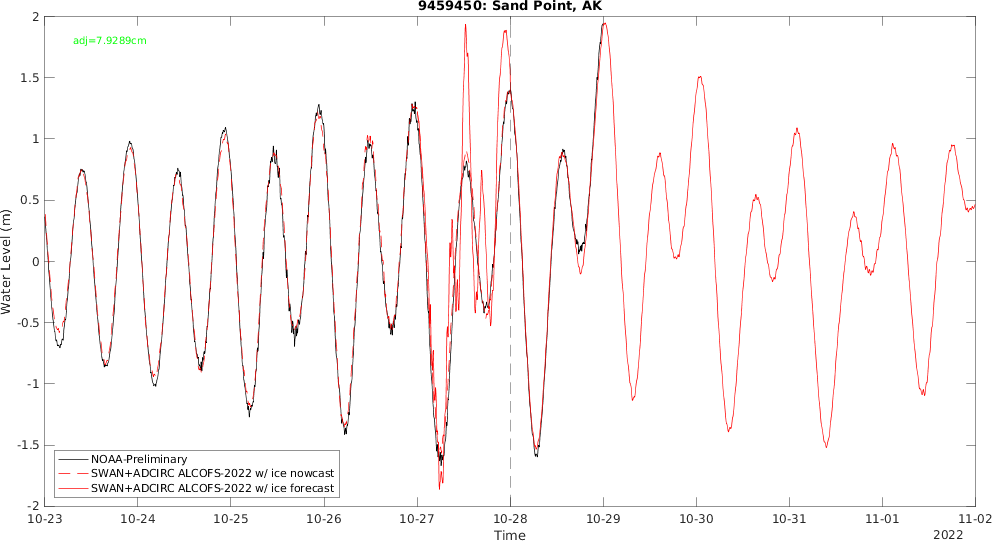 9459450: Sand Point, AK
adj=7.9289cm
Water Level (m)
2
1.5
1
0.5
0
-0.5
-1
-1.5
-2
NOAA-Preliminary
SWAN+ADCIRC ALCOFS-2022 w/ ice nowcast
SWAN+ADCIRC ALCOFS-2022 w/ ice forecast
10-23 10-24 10-25 10-26 10-27 10-28 10-29 10-30 10-31 11-01 11-02
Time
2022